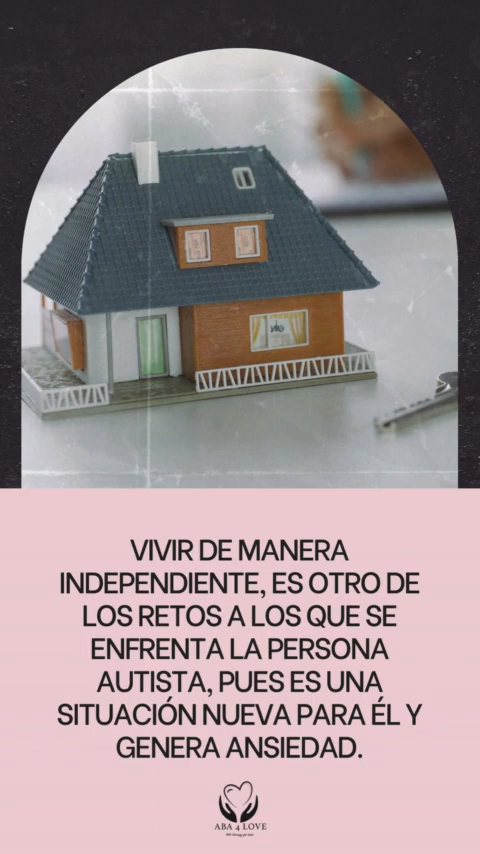 VIVIR DE MANERA
INDEPENDIENTE, ES OTRO DE
LOS RETOS A LOS QUE SE
ENFRENTA LA PERSONA
AUTISTA, PUES ES UNA
SITUACIÓN NUEVA PARA ÉL Y
GENERA ANSIEDAD.
ABA 4 LOVE